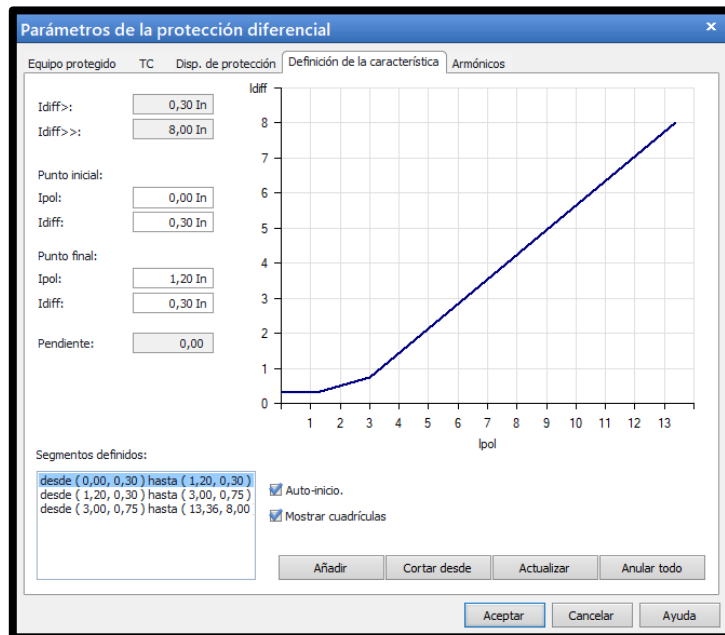 Parámetros de la protección diferencial
x
Equipo protegido TC Disp. de protección Definición de la característica Armónicos
Idiff>: 0,30 In
Idiff>>: 8,00 In
Punto inicial:
Ipol: 0,00 In
Idiff: 0,30 In
Punto final:
Ipol: 1,20 In
Idiff: 0,30 In
Pendiente: 0,00
Idiff
8
7
6
5
4
3
2
1
0
1 2 3 4 5 6 7 8 9 10 11 12 13
Ipol
Segmentos definidos:
desde ( 0,00, 0,30 ) hasta ( 1,20, 0,30 )
desde ( 1,20, 0,30 ) hasta ( 3,00, 0,75 )
desde ( 3,00, 0,75 ) hasta ( 13,36, 8,00
Auto-inicio.
Mostrar cuadrículas
Añadir Cortar desde Actualizar Anular todo
Aceptar Cancelar Ayuda